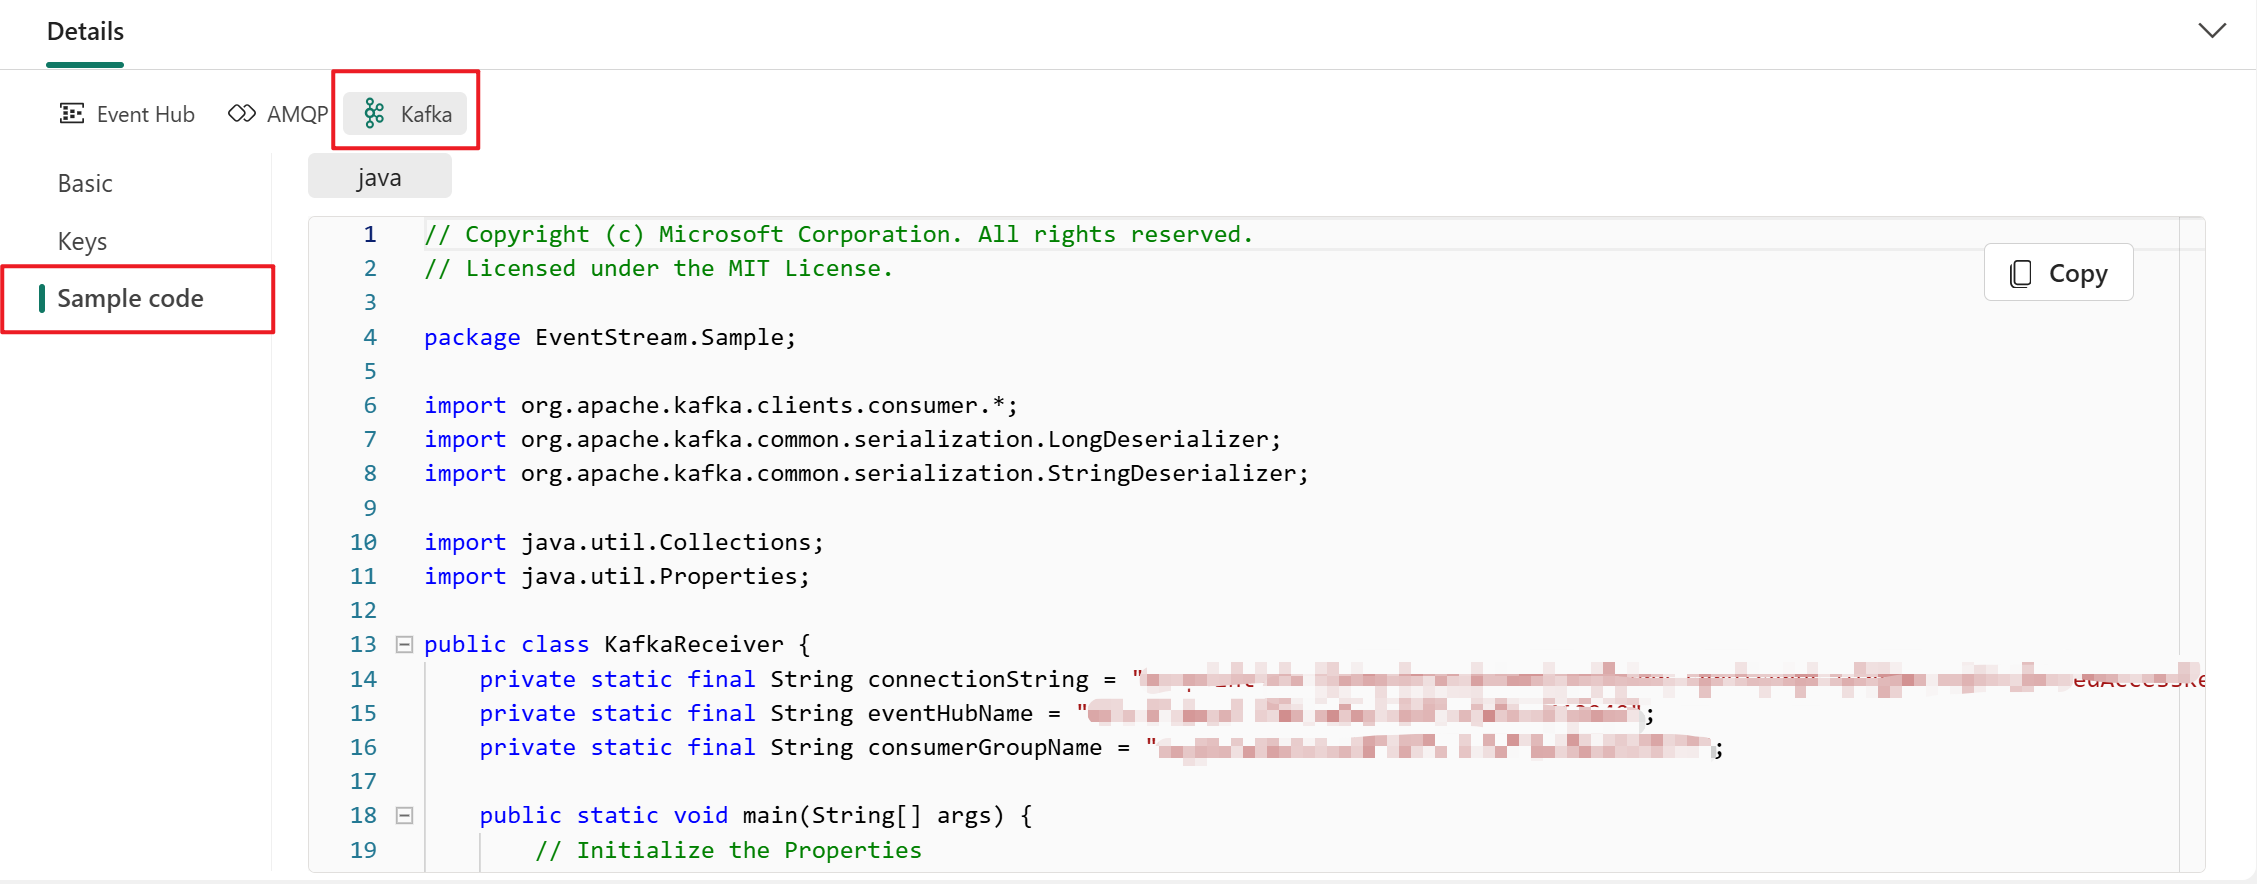 Details
Event Hub AMQP Kafka
Basic
Keys
Sample code
java
Copy
1 // Copyright (c) Microsoft Corporation. All rights reserved.
2 // Licensed under the MIT License.
3
4 package EventStream.Sample;
5
6 import org.apache.kafka.clients.consumer.*;
7 import org.apache.kafka.common.serialization.LongDeserializer;
8 import org.apache.kafka.common.serialization.StringDeserializer;
9
10 import java.util.Collections;
11 import java.util.Properties;
12
13 public class KafkaReceiver {
14 private static final String connectionString = "
15 private static final String eventHubName = " ";
16 private static final String consumerGroupName = " ;
17
18 public static void main(String[] args) {
19 // Initialize the Properties